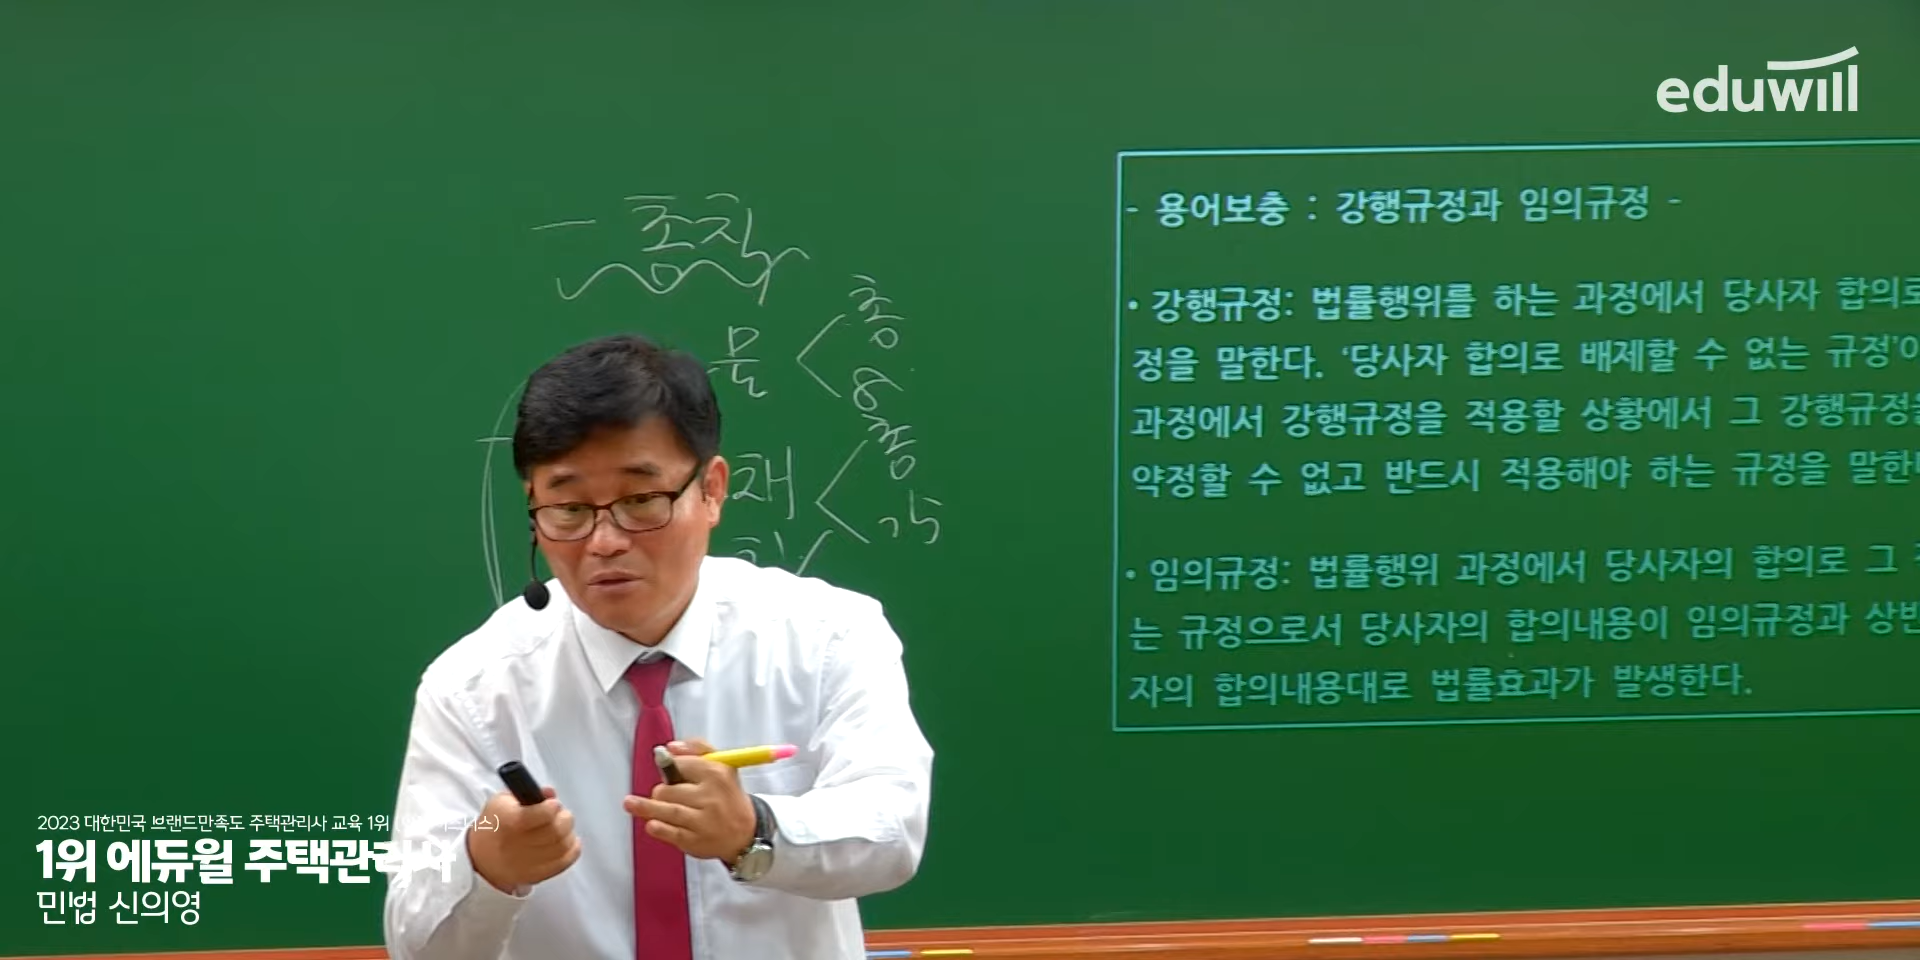 eduwill
- 용어보충 : 강행규정과 임의규정 -
• 강행규정: 법률행위를 하는 과정에서 당사자 합의로
정을 말한다. ‘당사자 합의로 배제할 수 없는 규정’이
과정에서 강행규정을 적용할 상황에서 그 강행규정을
약정할 수 없고 반드시 적용해야 하는 규정을 말한
• 임의규정: 법률행위 과정에서 당사자의 합의로 그
는 규정으로서 당사자의 합의내용이 임의규정과 상반
자의 합의내용대로 법률효과가 발생한다.
총칙
물
총
채
총
각
2023 대한민국 브랜드만족도 주택관리사 교육 1위
1위 에듀윌 주택관리사
민법 신의영